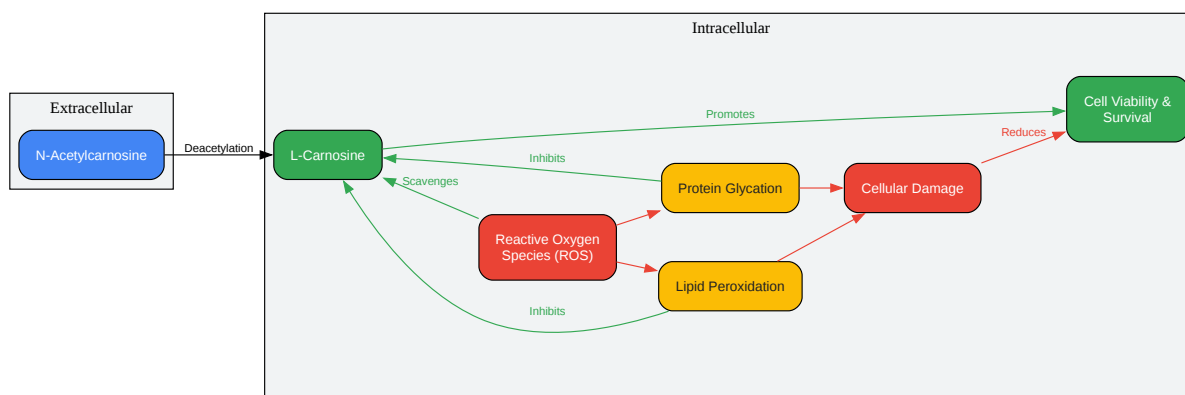 Intracellular
Extracellular
N-Acetylcarnosine
Deacetylation
L-Carnosine
Promotes
Inhibits
Scavenges
Reactive Oxygen
Species (ROS)
Inhibits
Protein Glycation
Lipid Peroxidation
Cellular Damage
Reduces
Cell Viability &
Survival